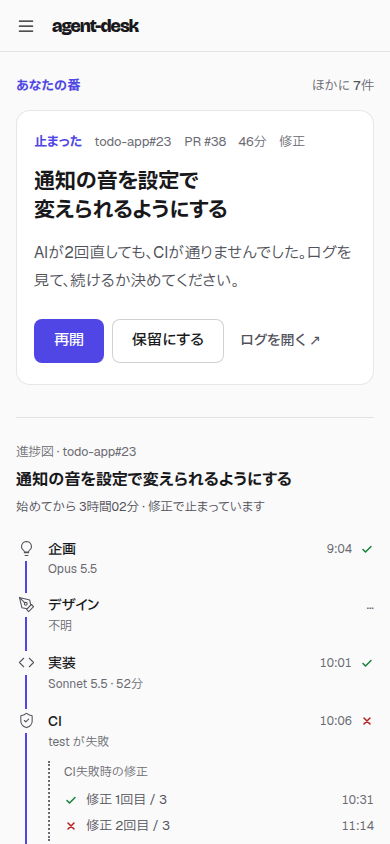 agent-desk
あなたの番 ほかに 7件
止まった todo-app#23 PR #38 46分 修正
通知の音を設定で
変えられるようにする
AIが2回直しても、CIが通りませんでした。ログを
見て、続けるか決めてください。
再開 保留にする ログを開く ↗
進捗図 · todo-app#23
通知の音を設定で変えられるようにする
始めてから 3時間02分 · 修正で止まっています
企画 9:04
Opus 5.5
デザイン ...
不明
実装 10:01
Sonnet 5.5 · 52分
CI 10:06
test が失敗
CI失敗時の修正
修正 1回目 / 3 10:31
修正 2回目 / 3 11:14